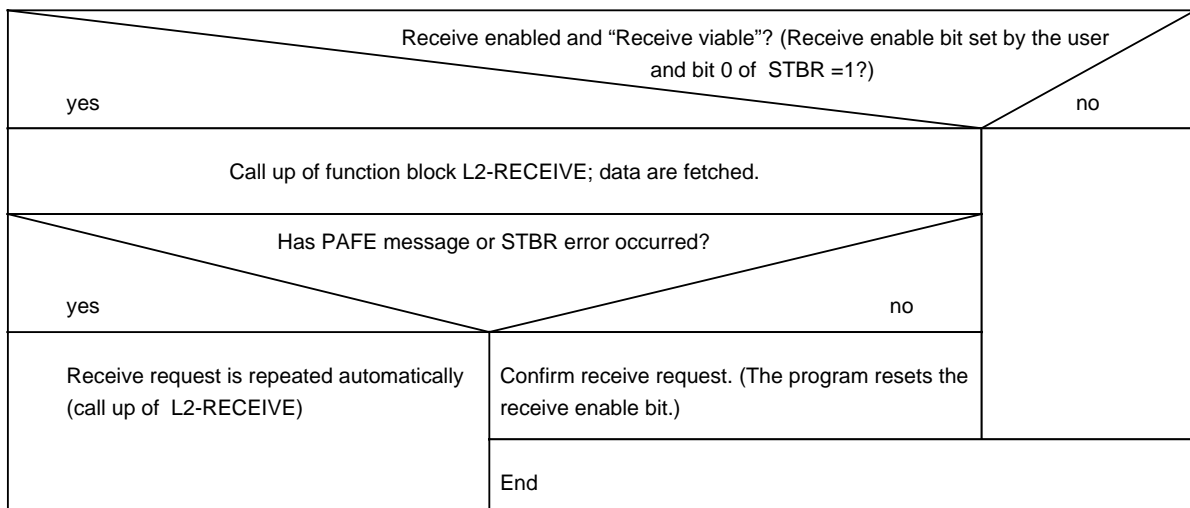 Receive enabled and “Receive viable”? (Receive enable bit set by the user
and bit 0 of STBR =1?)
yes
no
Call up of function block L2-RECEIVE; data are fetched.
Has PAFE message or STBR error occurred?
yes
no
Receive request is repeated automatically
(call up of L2-RECEIVE)
Confirm receive request. (The program resets the
receive enable bit.)
End